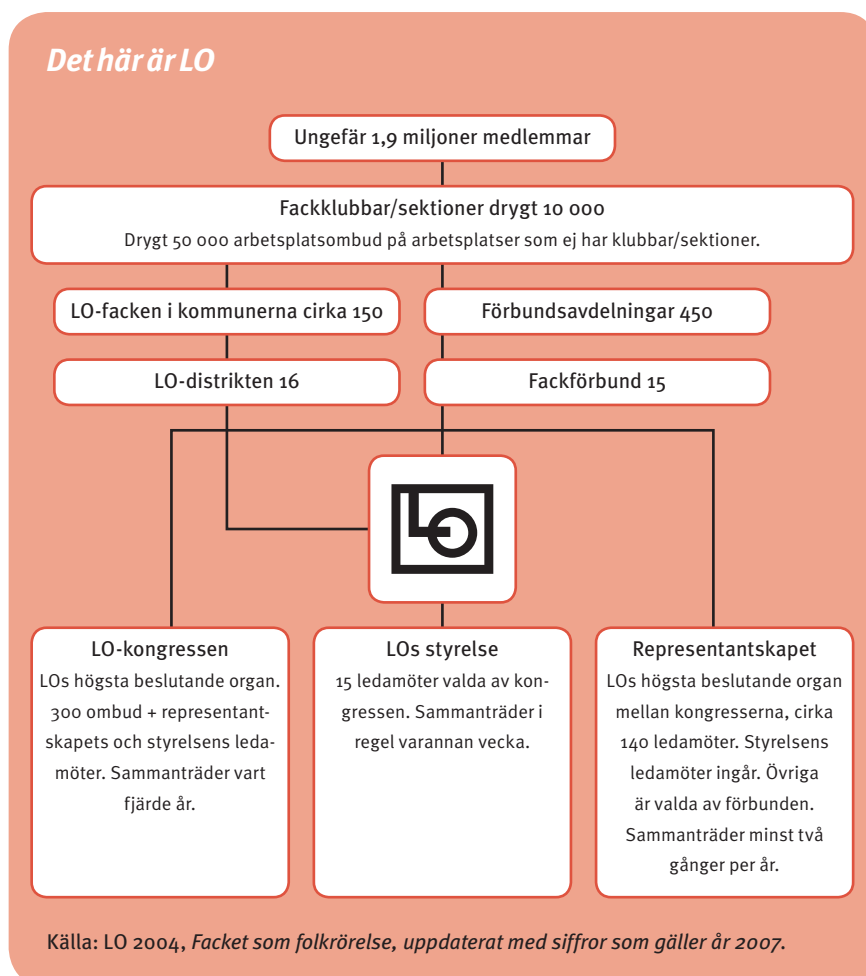 Det här är LO
Ungefär 1,9 miljoner medlemmar
Fackklubbar/sektioner drygt 10 000
Drygt 50 000 arbetsplatsombud på arbetsplatser som ej har klubbar/sektioner.
LO-facken i kommunerna cirka 150
Förbundsavdelningar 450
LO-distrikten 16
Fackförbund 15
LO
LO-kongressen
LOs högsta beslutande organ.
300 ombud + representant-
skapets och styrelsens leda-
möter. Sammanträder vart
fjärde år.
LOs styrelse
15 ledamöter valda av kon-
gressen. Sammanträder i
regel varannan vecka.
Representantskapet
LOs högsta beslutande organ
mellan kongresserna, cirka
140 ledamöter. Styrelsens
ledamöter ingår. Övriga
är valda av förbunden.
Sammanträder minst två
gånger per år.
Källa: LO 2004, Facket som folkrörelse, uppdaterat med siffror som gäller år 2007.